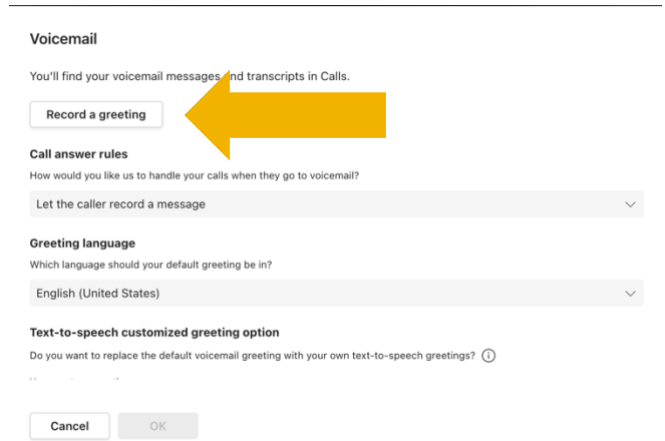 Voicemail
You'll find your voicemail messages and transcripts in Calls.
Record a greeting
Call answer rules
How would you like us to handle your calls when they go to voicemail?
Let the caller record a message
Greeting language
Which language should your default greeting be in?
English (United States)
Text-to-speech customized greeting option
Do you want to replace the default voicemail greeting with your own text-to-speech greetings?
Cancel
OK